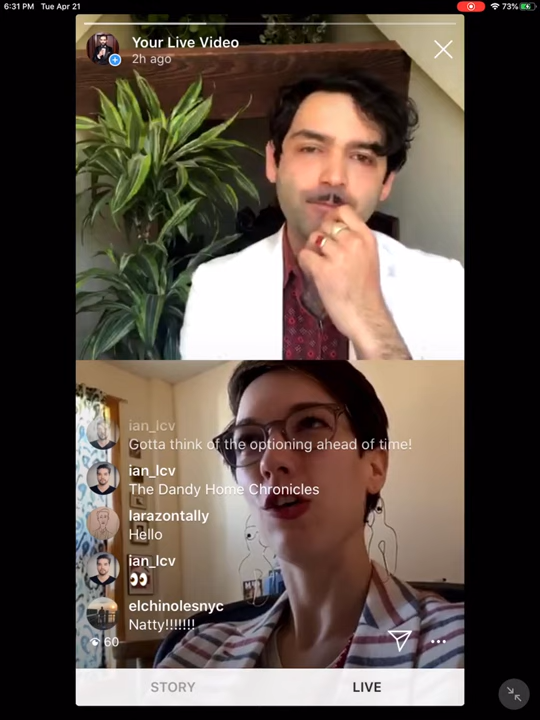 6:31 PM Tue Apr 21
73%
Your Live Video
2h ago
ian_lcv
Gotta think of the optioning ahead of time!
ian_lcv
The Dandy Home Chronicles
larazontally
Hello
ian_lcv
👀
elchinolesnyc
Natty!!!!!!!
60
STORY
LIVE